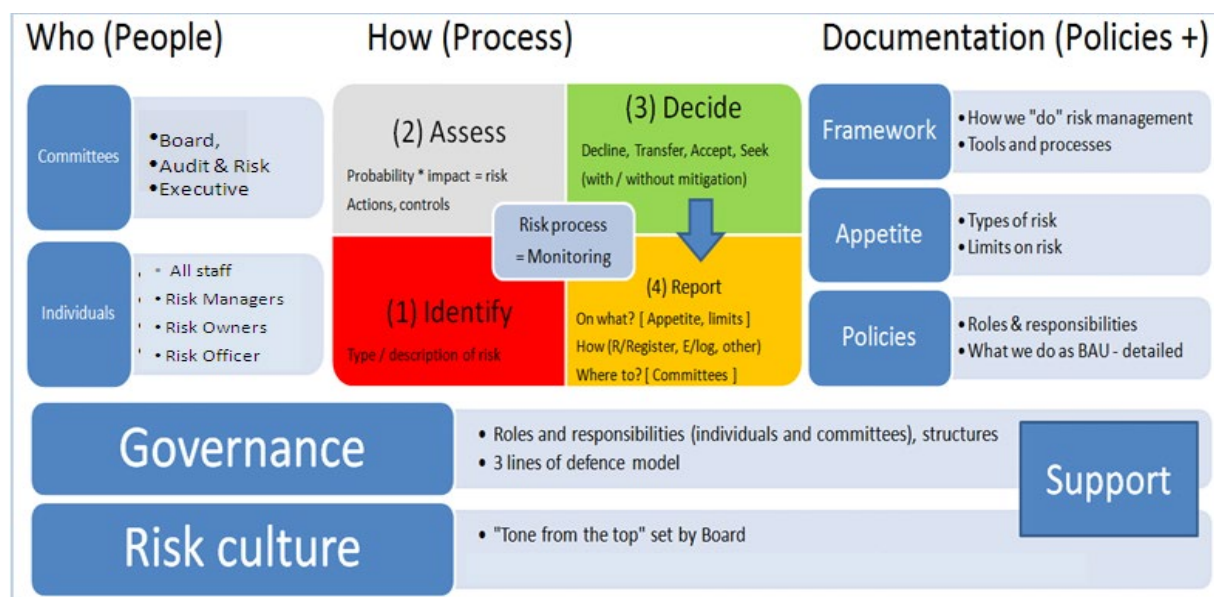 Who (People)
How (Process)
Documentation (Policies +)
Committees
•Board,
•Audit & Risk
•Executive
Individuals
• All staff
• Risk Managers
• Risk Owners
• Risk Officer
(2) Assess
Probability * impact = risk
Actions, controls
(3) Decide
Decline, Transfer, Accept, Seek
(with / without mitigation)
Risk process
= Monitoring
(1) Identify
Type / description of risk
(4) Report
On what? [ Appetite, limits ]
How (R/Register, E/log, other)
Where to? [ Committees ]
Framework
• How we "do" risk management
• Tools and processes
Appetite
• Types of risk
• Limits on risk
Policies
• Roles & responsibilities
• What we do as BAU - detailed
Governance
• Roles and responsibilities (individuals and committees), structures
• 3 lines of defence model
Support
Risk culture
• "Tone from the top" set by Board